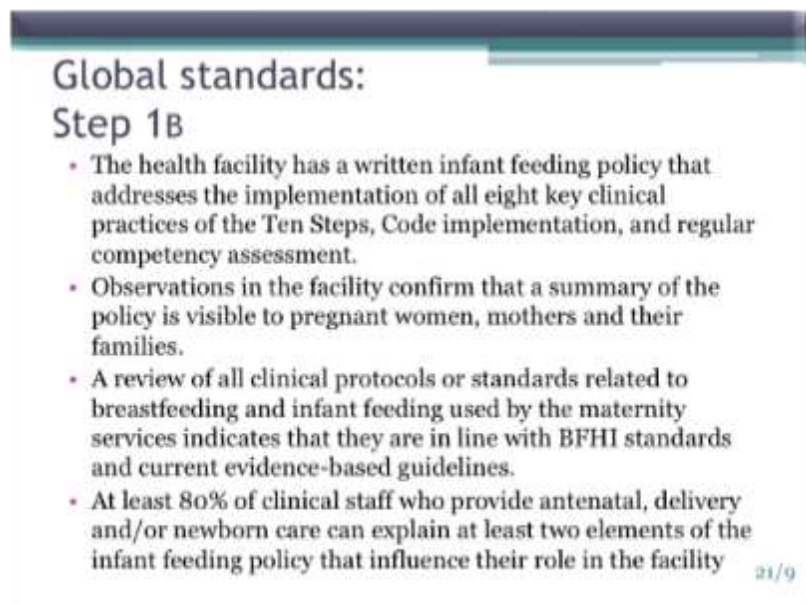 Global standards:
Step 1B
• The health facility has a written infant feeding policy that
addresses the implementation of all eight key clinical
practices of the Ten Steps, Code implementation, and regular
competency assessment.
• Observations in the facility confirm that a summary of the
policy is visible to pregnant women, mothers and their
families.
• A review of all clinical protocols or standards related to
breastfeeding and infant feeding used by the maternity
services indicates that they are in line with BFHI standards
and current evidence-based guidelines.
• At least 80% of clinical staff who provide antenatal, delivery
and/or newborn care can explain at least two elements of the
infant feeding policy that influence their role in the facility
21/9